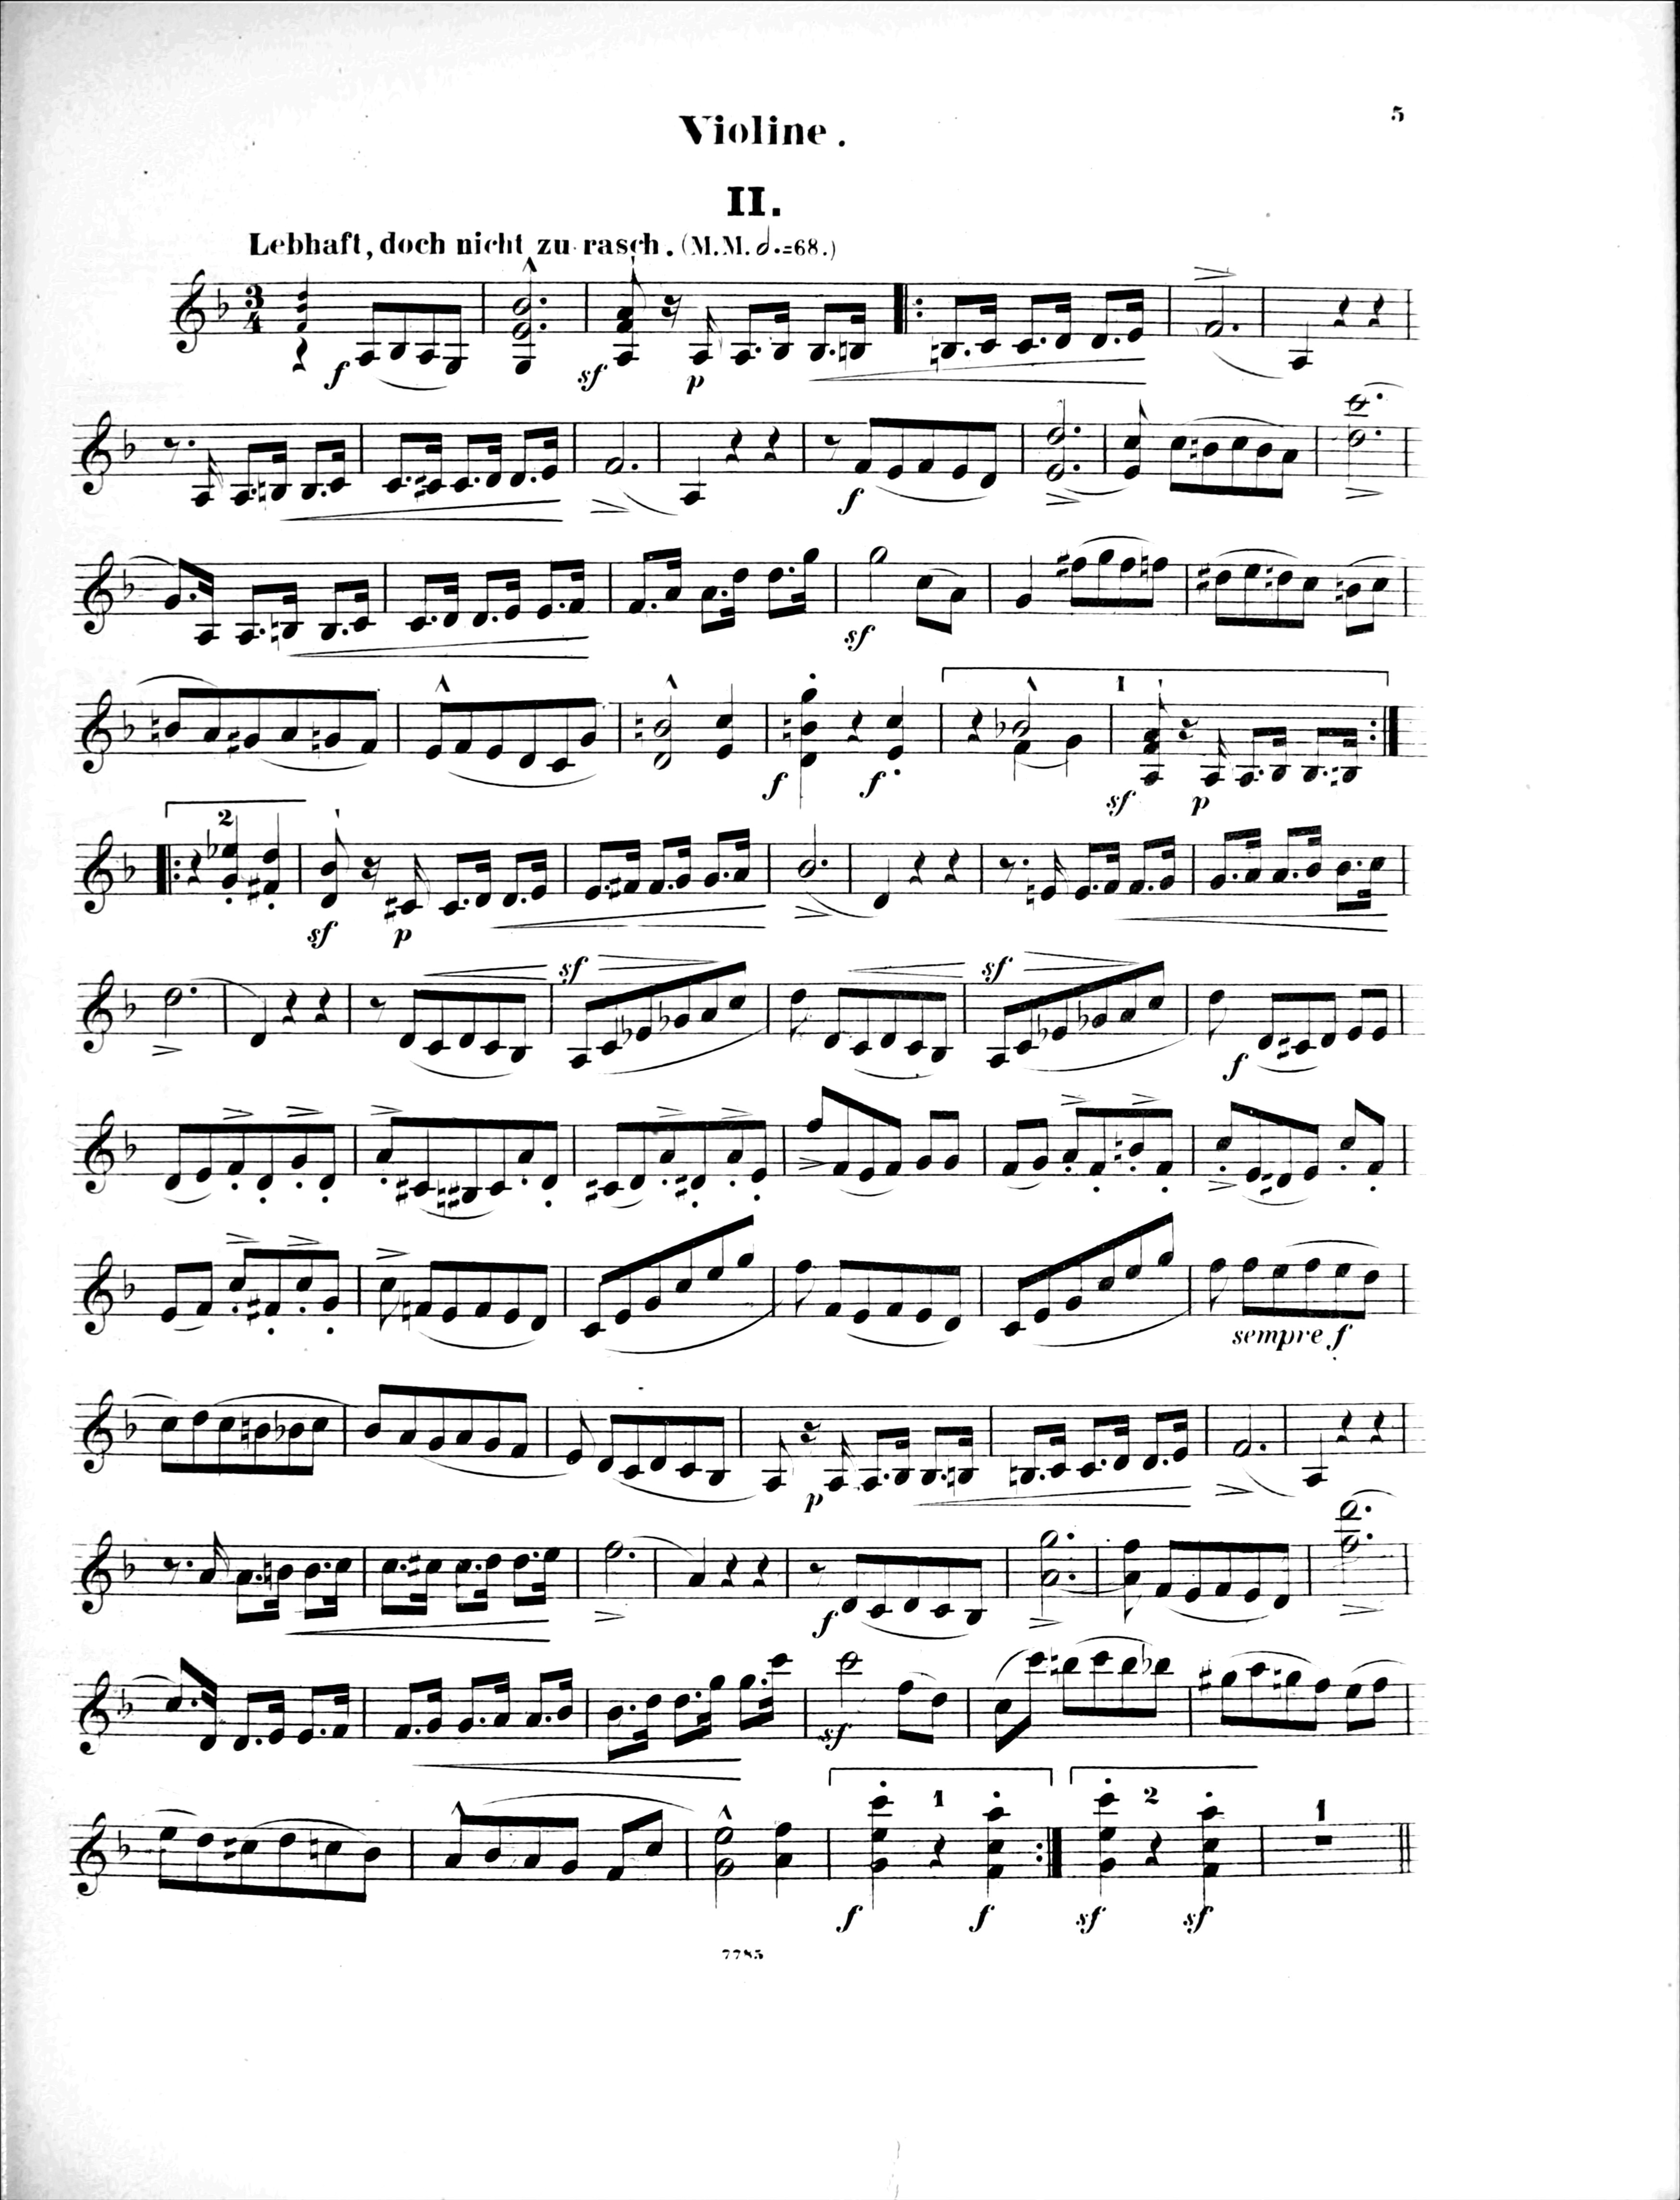 5
Violine.
II.
Lebhaft, doch nicht zu rasch. (M.M. 𝅗𝅥. = 68.)
3
4
f sf p
f
sf
1
f f sf p
2
sf p
sf sf
f
sempre f
p
f
sf
1 2 1
f f sf sf
7785